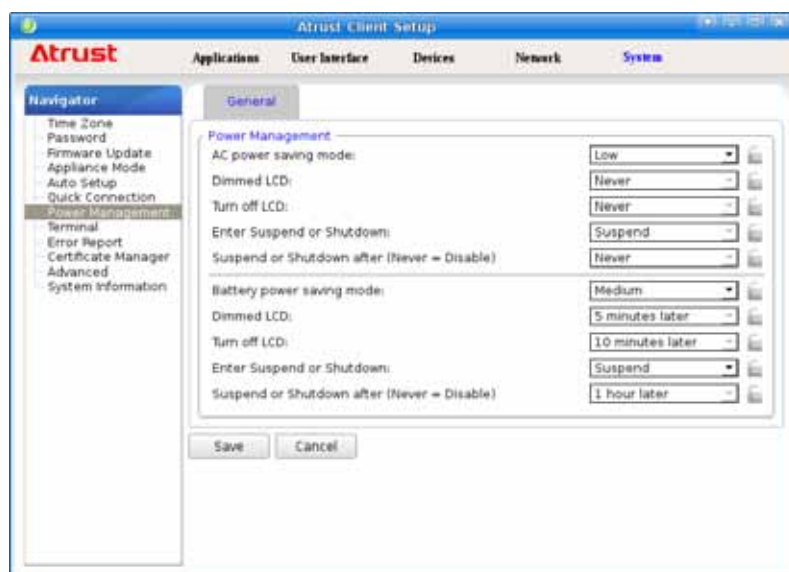 Atrust Client Setup
Atrust
Applications User Interface Devices Network System
Navigator
Time Zone
Password
Firmware Update
Appliance Mode
Auto Setup
Quick Connection
Power Management
Terminal
Error Report
Certificate Manager
Advanced
System Information
General
Power Management
AC power saving mode: Low
Dimmed LCD: Never
Turn off LCD: Never
Enter Suspend or Shutdown: Suspend
Suspend or Shutdown after (Never = Disable) Never
Battery power saving mode: Medium
Dimmed LCD: 5 minutes later
Turn off LCD: 10 minutes later
Enter Suspend or Shutdown: Suspend
Suspend or Shutdown after (Never = Disable) 1 hour later
Save Cancel